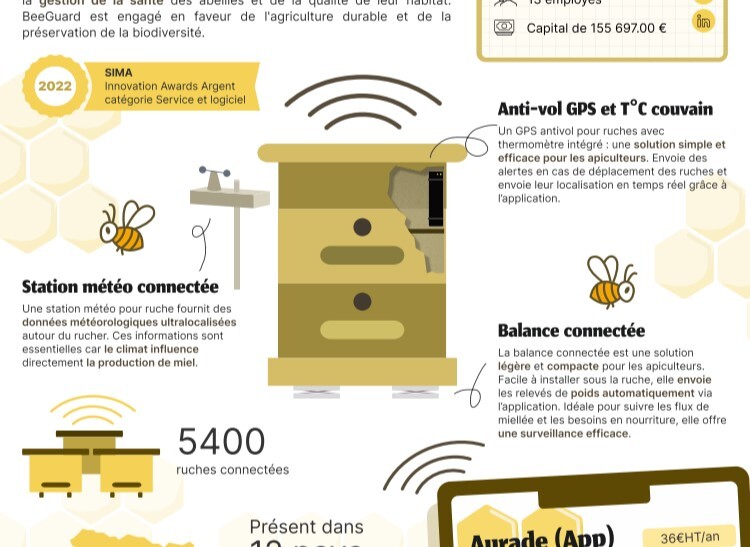 la gestion de la santé des abeilles et de la qualité de leur habitat.
BeeGuard est engagé en faveur de l'agriculture durable et de la
préservation de la biodiversité.
13 employés
Capital de 155 697.00 €
in
2022
SIMA
Innovation Awards Argent
catégorie Service et logiciel
Anti-vol GPS et T°C couvain
Un GPS antivol pour ruches avec
thermomètre intégré : une solution simple et
efficace pour les apiculteurs. Envoie des
alertes en cas de déplacement des ruches et
envoie leur localisation en temps réel grâce à
l'application.
Station météo connectée
Une station météo pour ruche fournit des
données météorologiques ultralocalisées
autour du rucher. Ces informations sont
essentielles car le climat influence
directement la production de miel.
Balance connectée
La balance connectée est une solution
légère et compacte pour les apiculteurs.
Facile à installer sous la ruche, elle envoie
les relevés de poids automatiquement via
l'application. Idéale pour suivre les flux de
miellée et les besoins en nourriture, elle offre
une surveillance efficace.
5400
ruches connectées
Présent dans
Aurade (App)
36€HT/an